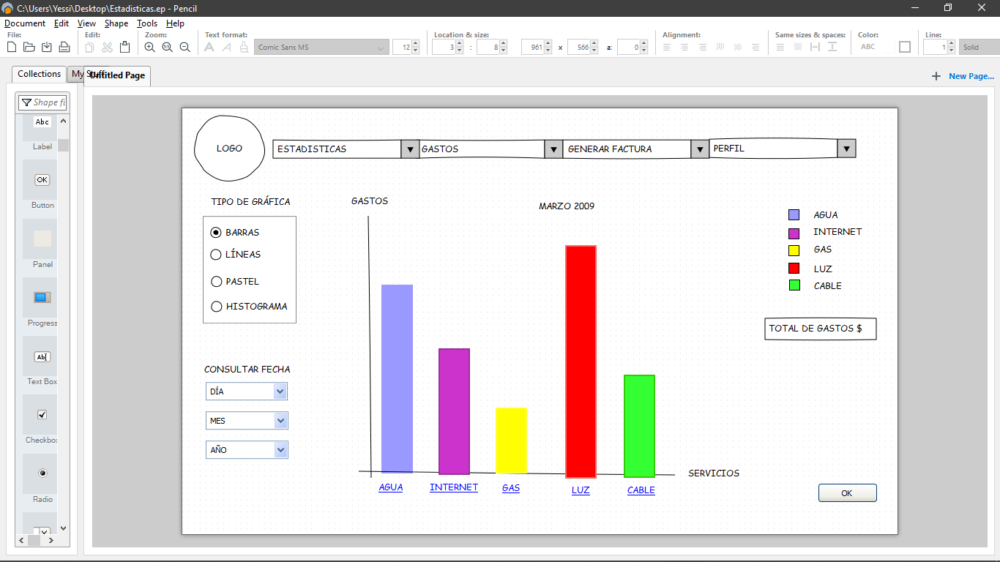 C:\Users\Yessi\Desktop\Estadisticas.ep - Pencil
Document Edit View Shape Tools Help
File: Edit: Zoom: Text format: Location & size: Alignment: Same sizes & spaces: Color: Line:
1:1 A A Comic Sans MS 12 3 : 8 961 x 566 a: 0 ABC 1 Solid
Collections My Stuff Untitled Page New Page...
Shape fi
Abc
Label
OK
Button
Panel
Progress
Ab
Text Box
Checkbo
Radio
LOGO
ESTADISTICAS GASTOS GENERAR FACTURA PERFIL
TIPO DE GRÁFICA
BARRAS
LÍNEAS
PASTEL
HISTOGRAMA
CONSULTAR FECHA
DÍA
MES
AÑO
GASTOS
MARZO 2009
AGUA
INTERNET
GAS
LUZ
CABLE
TOTAL DE GASTOS $
SERVICIOS
AGUA INTERNET GAS LUZ CABLE
OK